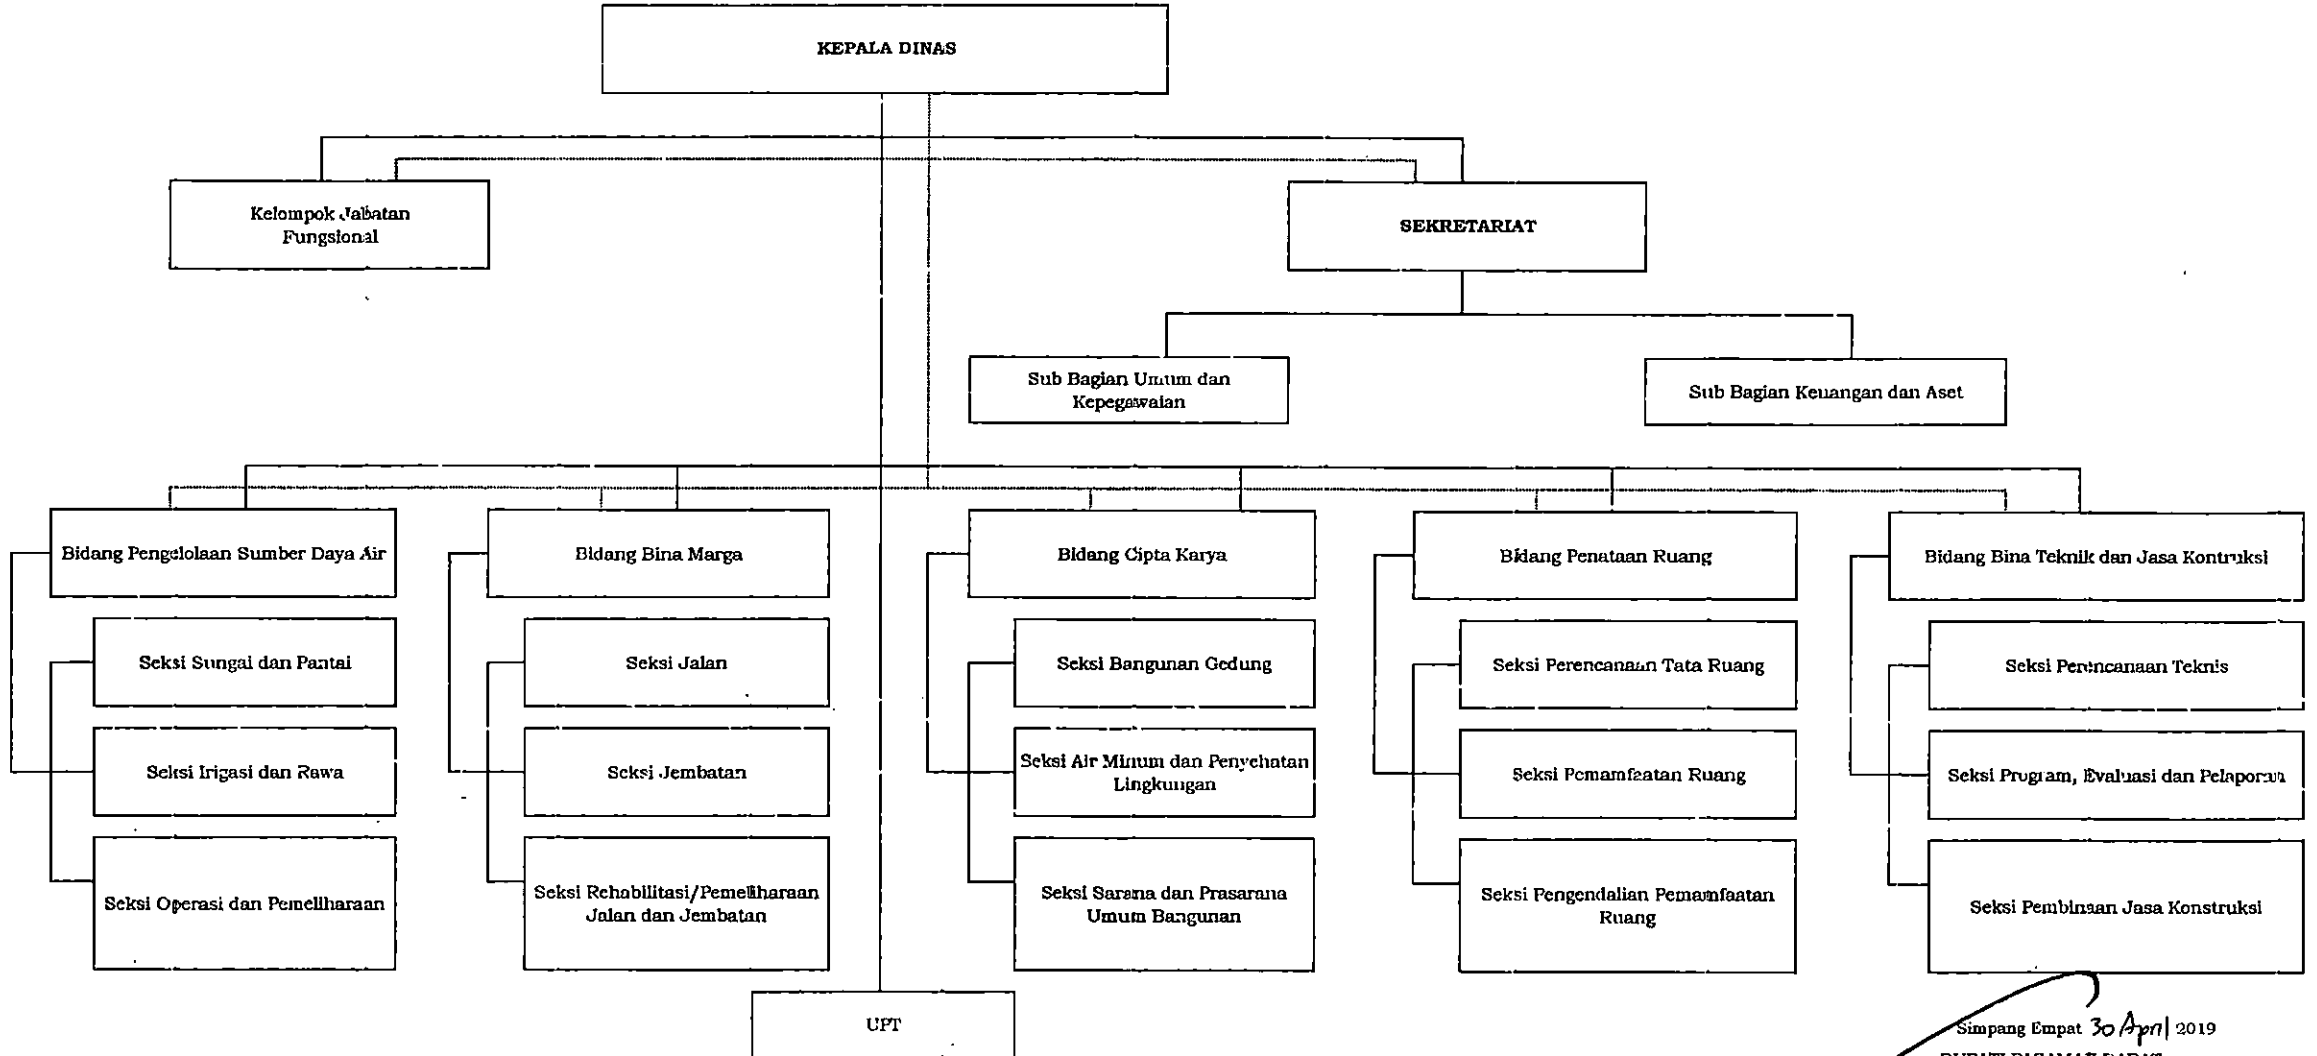 KEPALA DINAS
Kelompok Jabatan
Fungsional
SEKRETARIAT
Sub Bagian Umum dan
Kepegawaian
Sub Bagian Keuangan dan Aset
Bidang Pengelolaan Sumber Daya Air
Bidang Bina Marga
Bidang Cipta Karya
Bidang Penataan Ruang
Bidang Bina Teknik dan Jasa Kontruksi
Seksi Sungai dan Pantai
Seksi Jalan
Seksi Bangunan Gedung
Seksi Perencanaan Tata Ruang
Seksi Perencanaan Teknis
Seksi Irigasi dan Rawa
Seksi Jembatan
Seksi Air Minum dan Penyehatan
Lingkungan
Seksi Pemamfaatan Ruang
Seksi Program, Evaluasi dan Pelaporan
Seksi Operasi dan Pemeliharaan
Seksi Rehabilitasi/Pemeliharaan
Jalan dan Jembatan
Seksi Sarana dan Prasarana
Umum Bangunan
Seksi Pengendalian Pemamfaatan
Ruang
Seksi Pembinaan Jasa Konstruksi
UPT
Simpang Empat 30 April 2019
BUPATI PASAMAN BARAT